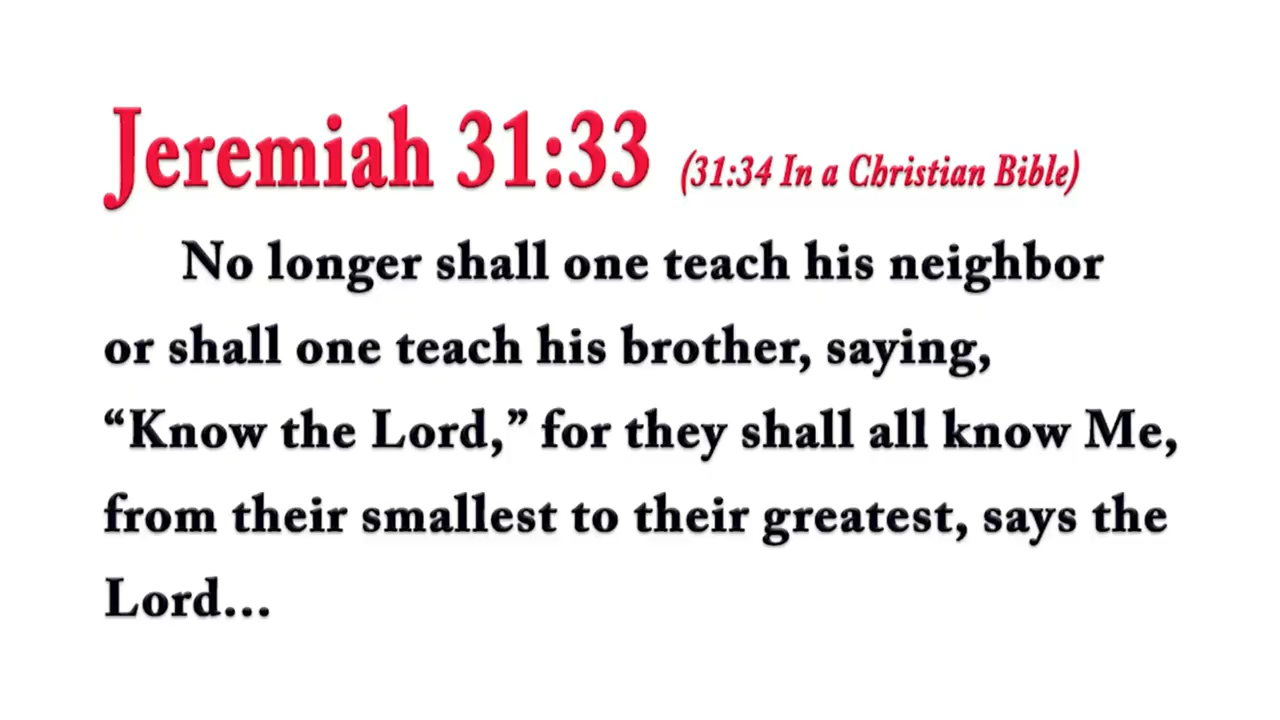 Jeremiah 31:33 (31:34 In a Christian Bible)
No longer shall one teach his neighbor
or shall one teach his brother, saying,
“Know the Lord,” for they shall all know Me,
from their smallest to their greatest, says the
Lord...